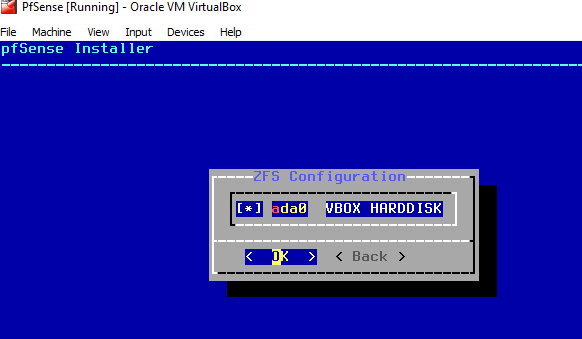 PfSense [Running] - Oracle VM VirtualBox
File Machine View Input Devices Help
pfSense Installer
ZFS Configuration
[*] ada0 VBOX HARDDISK
< OK > < Back >